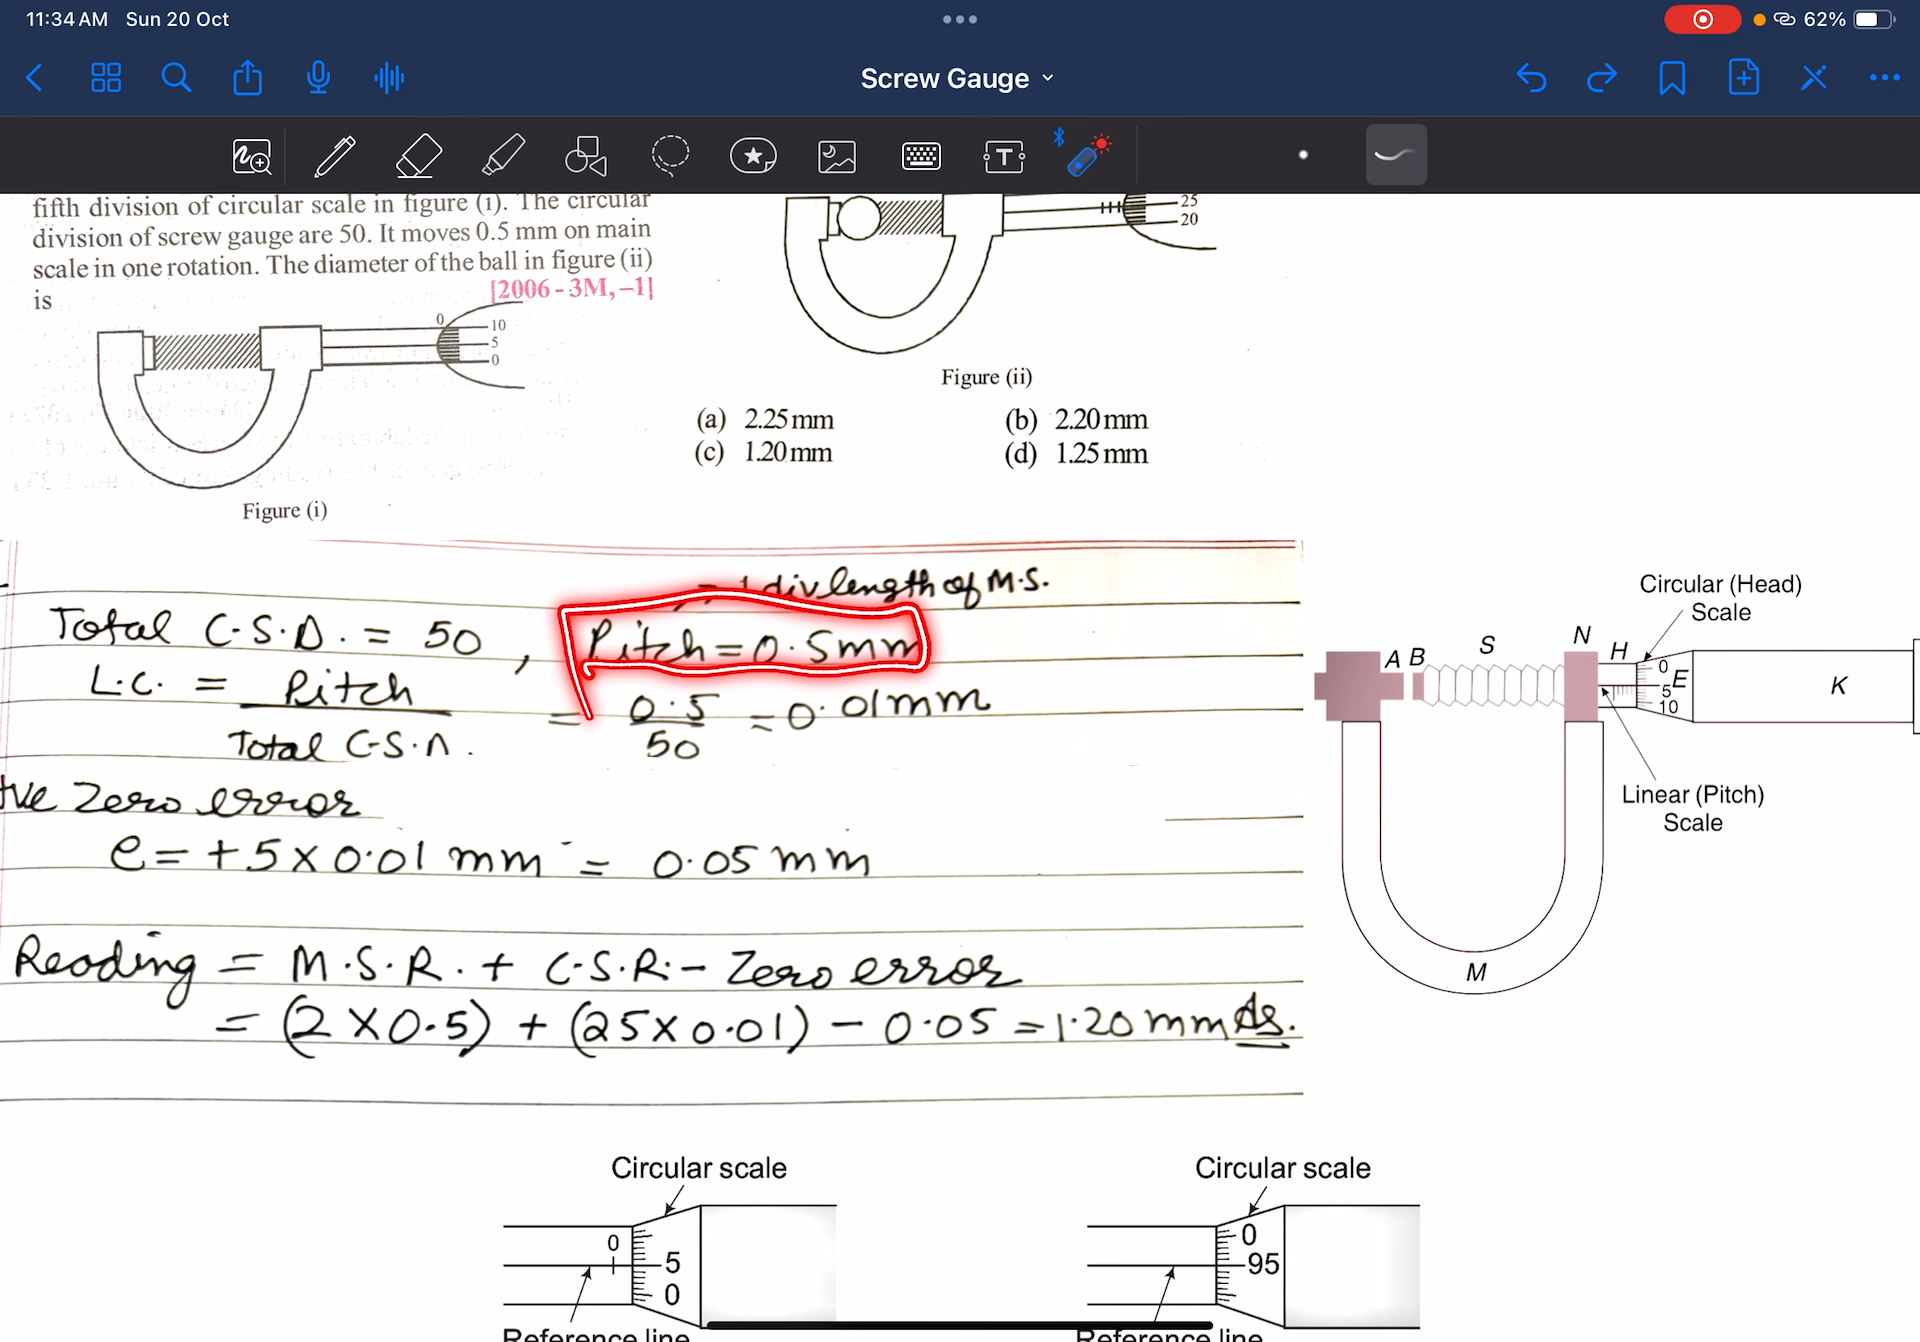 11:34 AM Sun 20 Oct
62%
Screw Gauge
fifth division of circular scale in figure (i). The circular
division of screw gauge are 50. It moves 0.5 mm on main
scale in one rotation. The diameter of the ball in figure (ii)
is
[2006 - 3M, –1]
0
10
5
0
Figure (i)
25
20
Figure (ii)
(a) 2.25 mm
(b) 2.20 mm
(c) 1.20 mm
(d) 1.25 mm
div length of M.S.
Total C.S.D. = 50 , Pitch = 0.5 mm
L.C. = Pitch
Total C.S.D.
= 0.5
50
= 0.01 mm
+ve Zero error
e = +5 X 0.01 mm = 0.05 mm
Reading = M.S.R. + C.S.R. - Zero error
= (2 X 0.5) + (25 X 0.01) - 0.05 = 1.20 mm As.
Circular (Head)
Scale
A B S N H
0
5
10
E
K
Linear (Pitch)
Scale
M
Circular scale
0
5
0
Reference line
Circular scale
0
95
Reference line